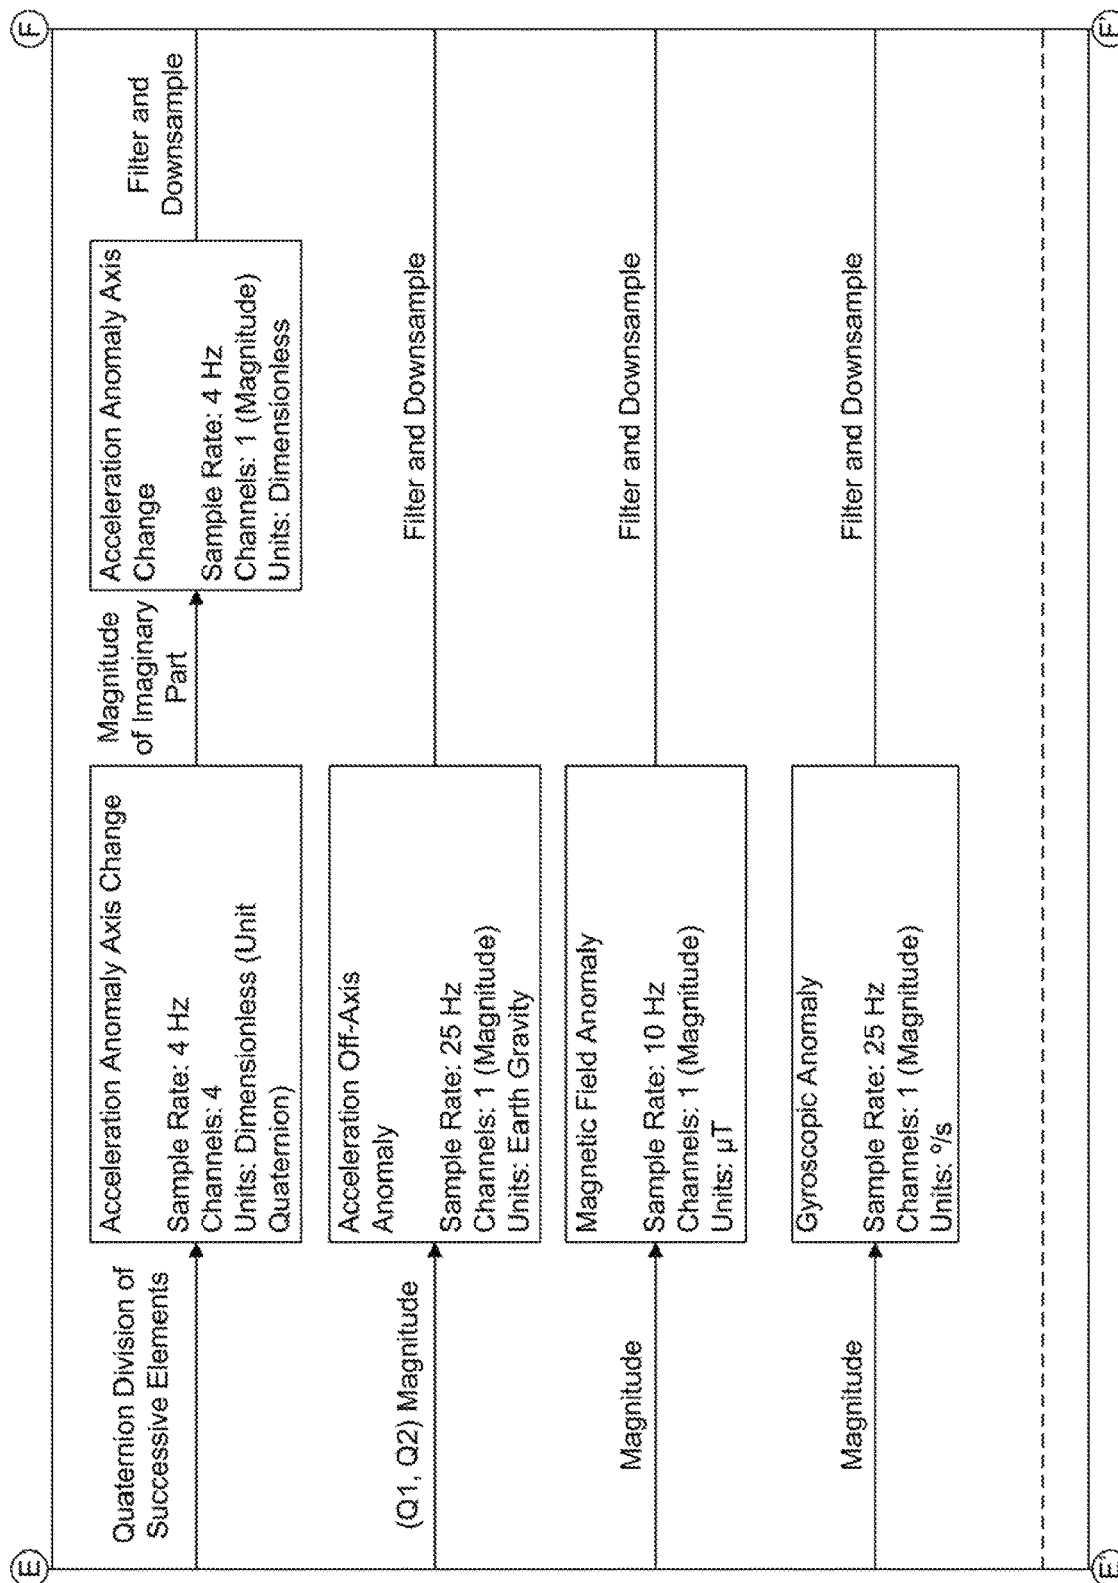 E
F
Quaternion Division of
Successive Elements
Acceleration Anomaly Axis Change
Sample Rate: 4 Hz
Channels: 4
Units: Dimensionless (Unit
Quaternion)
Magnitude
of Imaginary
Part
Acceleration Anomaly Axis
Change
Sample Rate: 4 Hz
Channels: 1 (Magnitude)
Units: Dimensionless
Filter and
Downsample
(Q1, Q2) Magnitude
Acceleration Off-Axis
Anomaly
Sample Rate: 25 Hz
Channels: 1 (Magnitude)
Units: Earth Gravity
Filter and Downsample
Magnitude
Magnetic Field Anomaly
Sample Rate: 10 Hz
Channels: 1 (Magnitude)
Units: µT
Filter and Downsample
Magnitude
Gyroscopic Anomaly
Sample Rate: 25 Hz
Channels: 1 (Magnitude)
Units: °/s
Filter and Downsample
E'
F'